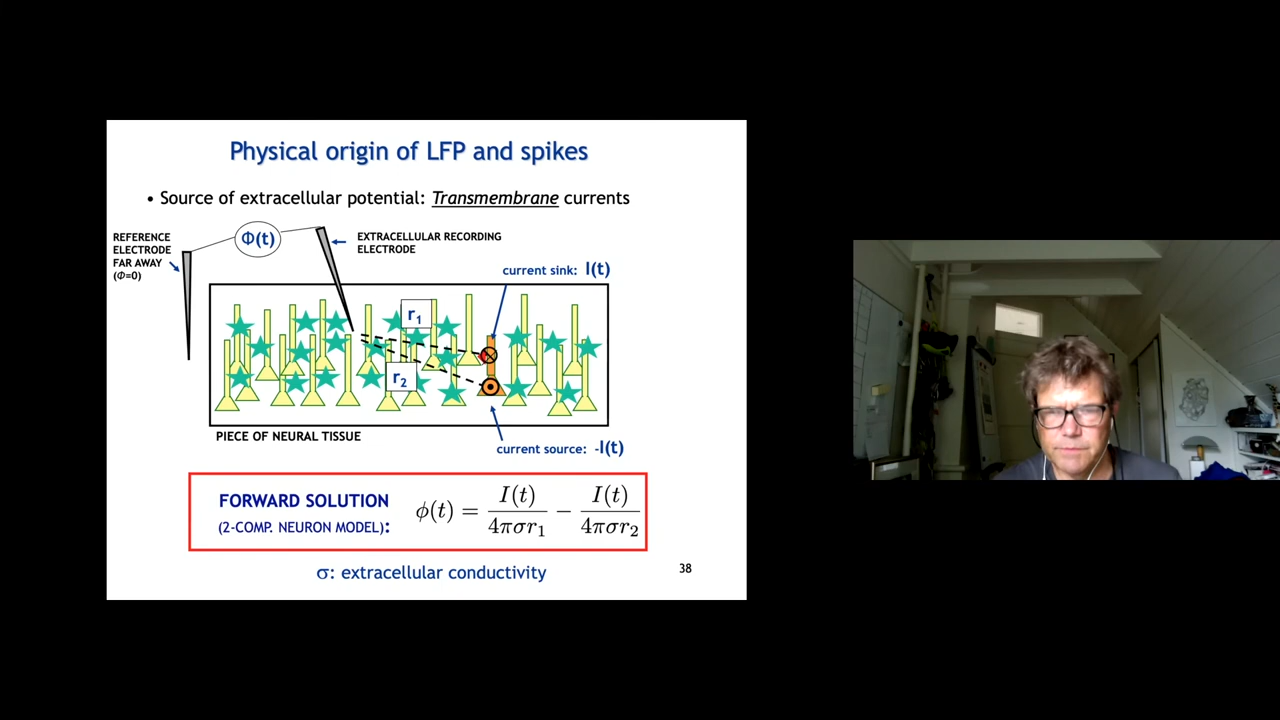 Physical origin of LFP and spikes
• Source of extracellular potential: Transmembrane currents
REFERENCE
ELECTRODE
FAR AWAY
(Φ=0)
Φ(t)
EXTRACELLULAR RECORDING
ELECTRODE
current sink: I(t)
r₁
r₂
PIECE OF NEURAL TISSUE
current source: -I(t)
FORWARD SOLUTION
(2-COMP. NEURON MODEL):
ϕ(t) = I(t)/4πσr₁ − I(t)/4πσr₂
σ: extracellular conductivity
38